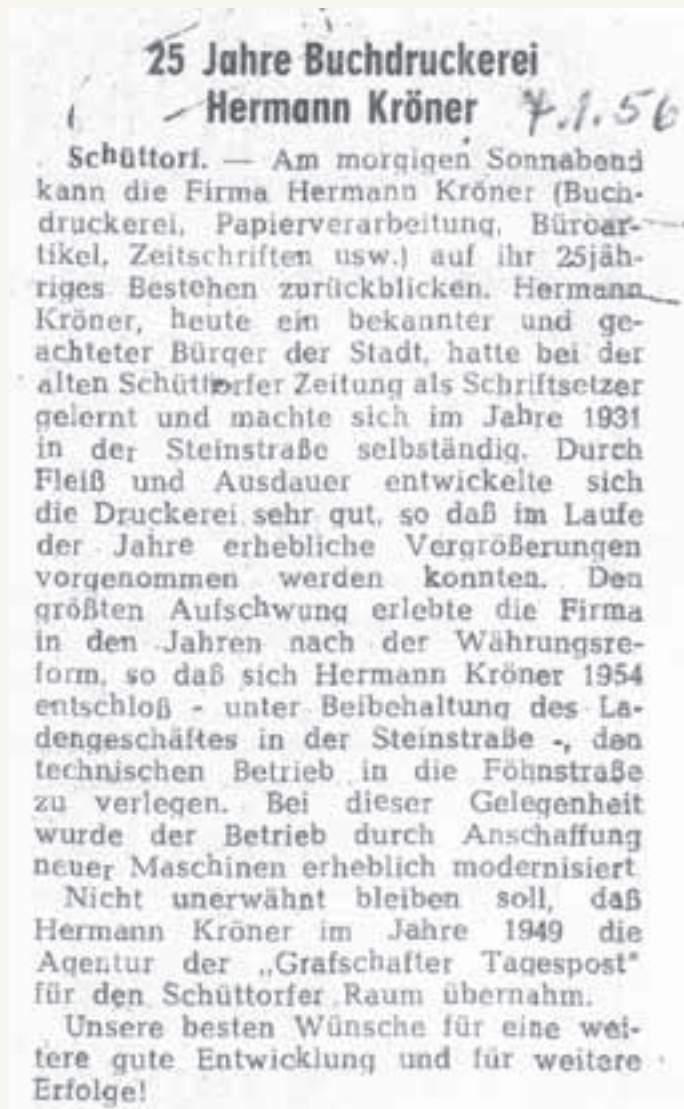 25 Jahre Buchdruckerei
Hermann Kröner 7.1.56
Schüttorf. — Am morgigen Sonnabend
kann die Firma Hermann Kröner (Buch-
druckerei, Papierverarbeitung, Büroar-
tikel, Zeitschriften usw.) auf ihr 25jäh-
riges Bestehen zurückblicken. Hermann
Kröner, heute ein bekannter und ge-
achteter Bürger der Stadt, hatte bei der
alten Schüttorfer Zeitung als Schriftsetzer
gelernt und machte sich im Jahre 1931
in der Steinstraße selbständig. Durch
Fleiß und Ausdauer entwickelte sich
die Druckerei sehr gut, so daß im Laufe
der Jahre erhebliche Vergrößerungen
vorgenommen werden konnten. Den
größten Aufschwung erlebte die Firma
in den Jahren nach der Währungsre-
form, so daß sich Hermann Kröner 1954
entschloß - unter Beibehaltung des La-
dengeschäftes in der Steinstraße -, den
technischen Betrieb in die Föhnstraße
zu verlegen. Bei dieser Gelegenheit
wurde der Betrieb durch Anschaffung
neuer Maschinen erheblich modernisiert
Nicht unerwähnt bleiben soll, daß
Hermann Kröner im Jahre 1949 die
Agentur der „Grafschafter Tagespost"
für den Schüttorfer Raum übernahm.
Unsere besten Wünsche für eine wei-
tere gute Entwicklung und für weitere
Erfolge!